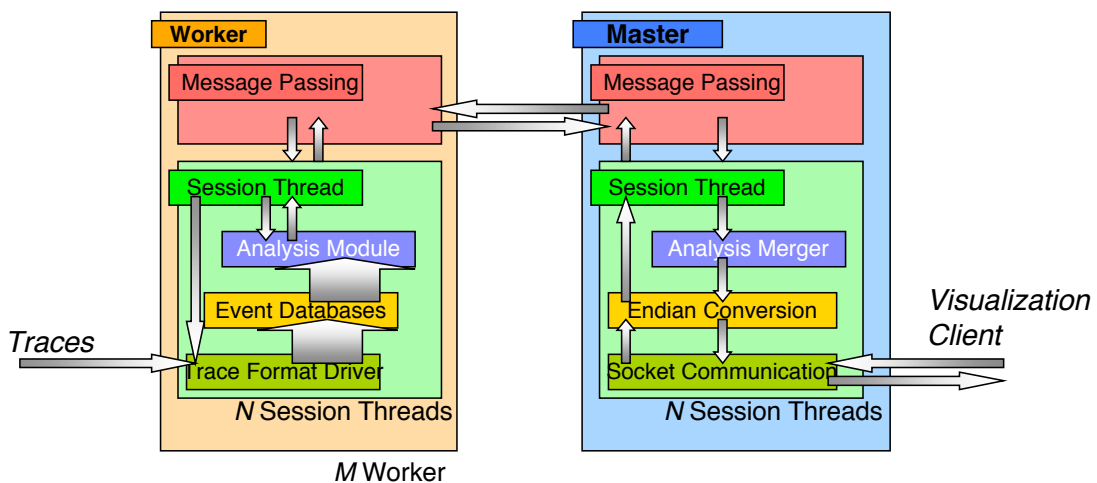 Worker
Message Passing
Session Thread
Analysis Module
Event Databases
Trace Format Driver
N Session Threads
M Worker
Traces
Master
Message Passing
Session Thread
Analysis Merger
Endian Conversion
Socket Communication
N Session Threads
Visualization
Client